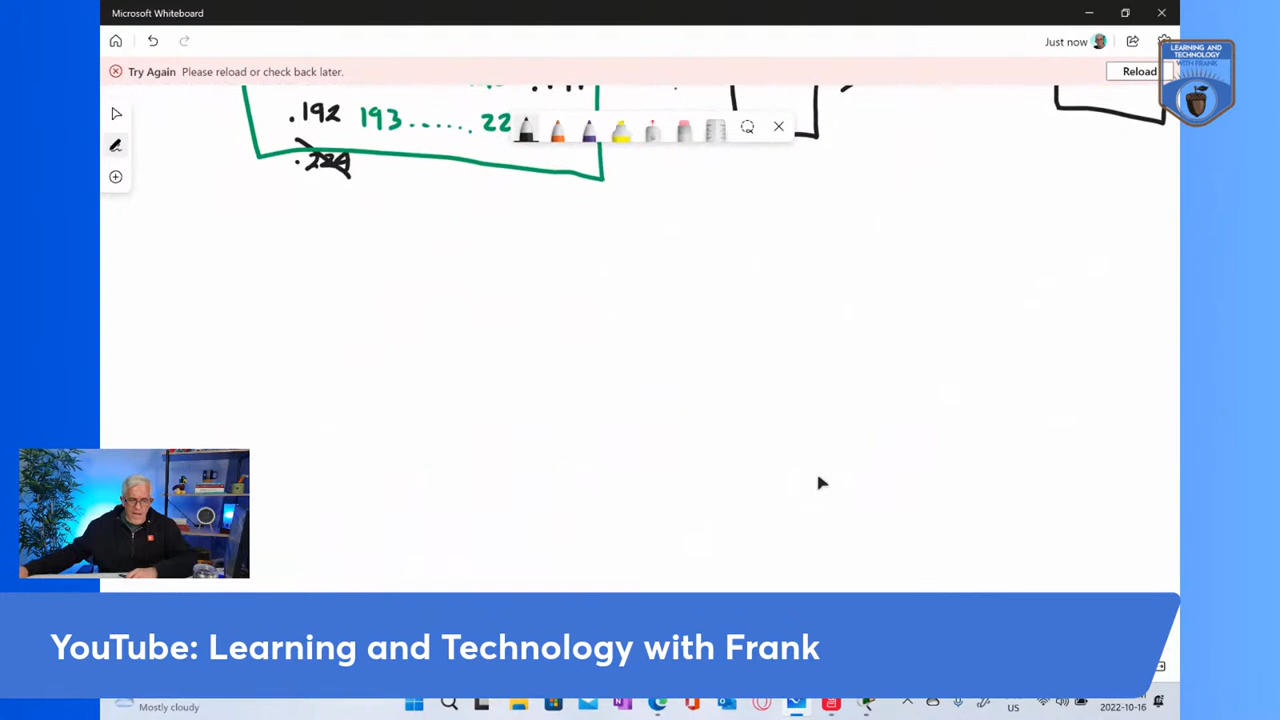 Microsoft Whiteboard
Just now
Try Again Please reload or check back later.
Reload
LEARNING AND
TECHNOLOGY
WITH FRANK
.192 193....... 22
.224
YouTube: Learning and Technology with Frank
Mostly cloudy
US
2022-10-16